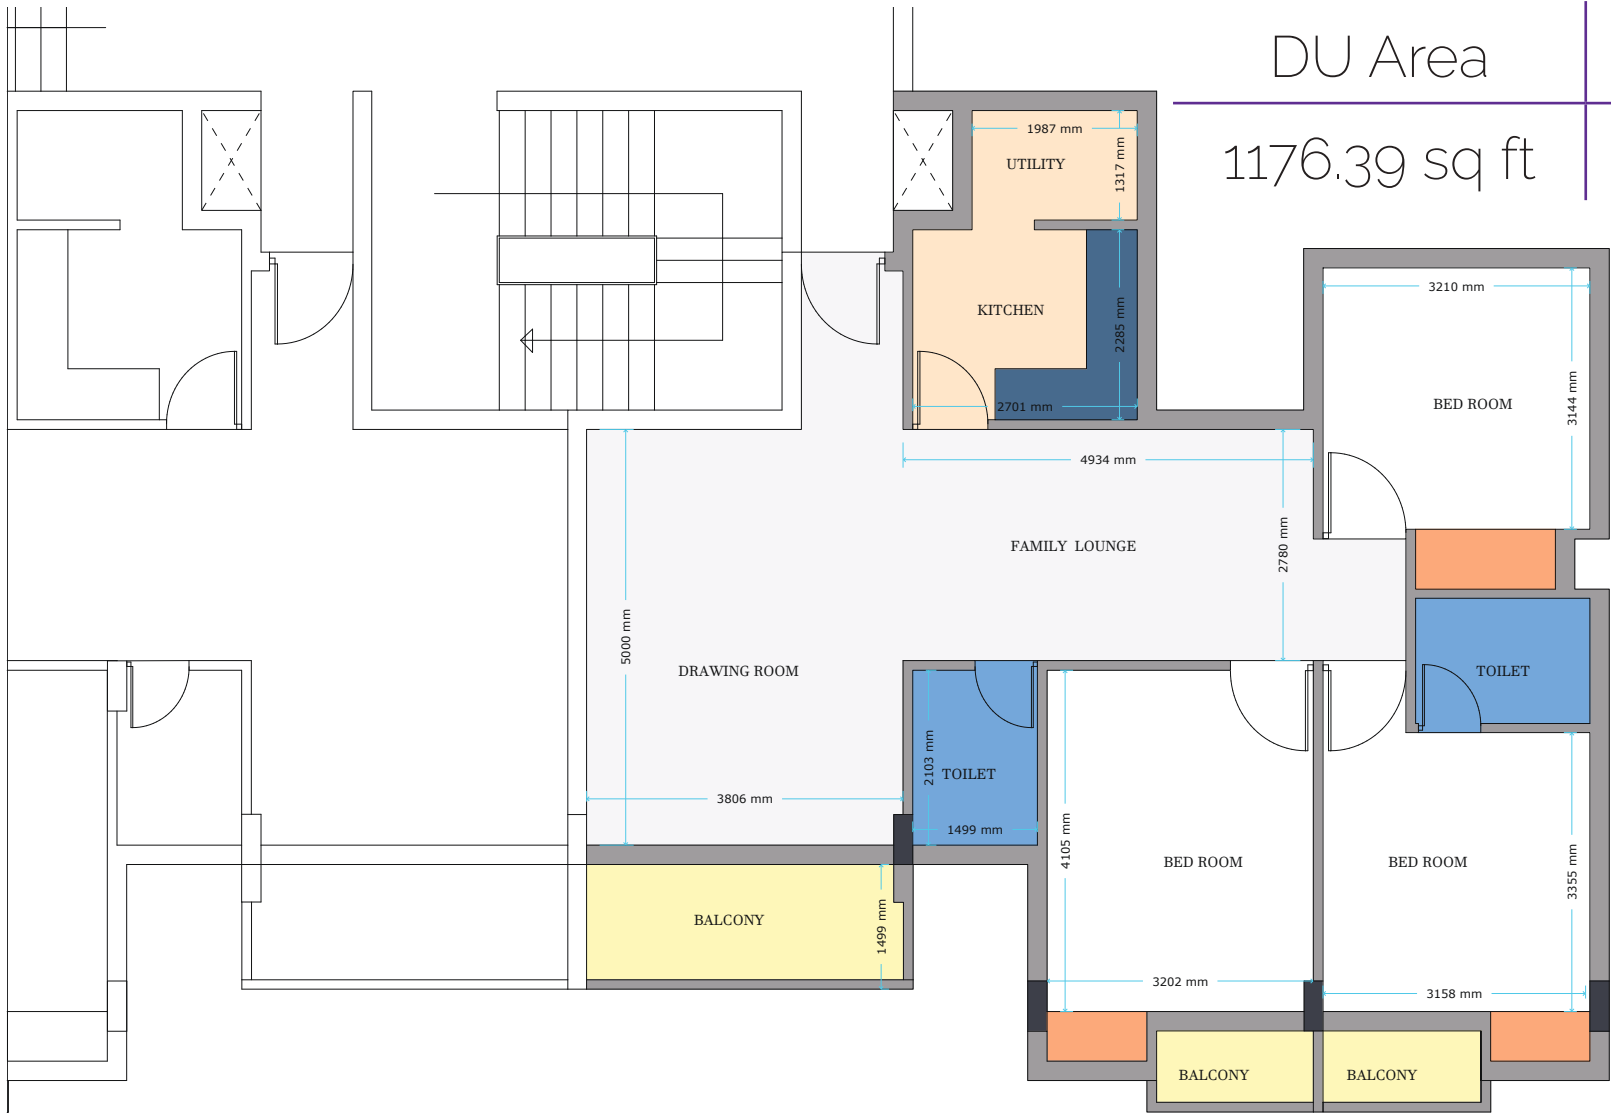 DU Area
1176.39 sq ft
1987 mm
UTILITY
1317 mm
KITCHEN
2285 mm
2701 mm
3210 mm
BED ROOM
3144 mm
4934 mm
FAMILY LOUNGE
2780 mm
5000 mm
DRAWING ROOM
3806 mm
2103 mm
TOILET
1499 mm
TOILET
4105 mm
BED ROOM
3202 mm
BED ROOM
3355 mm
3158 mm
BALCONY
1499 mm
BALCONY
BALCONY